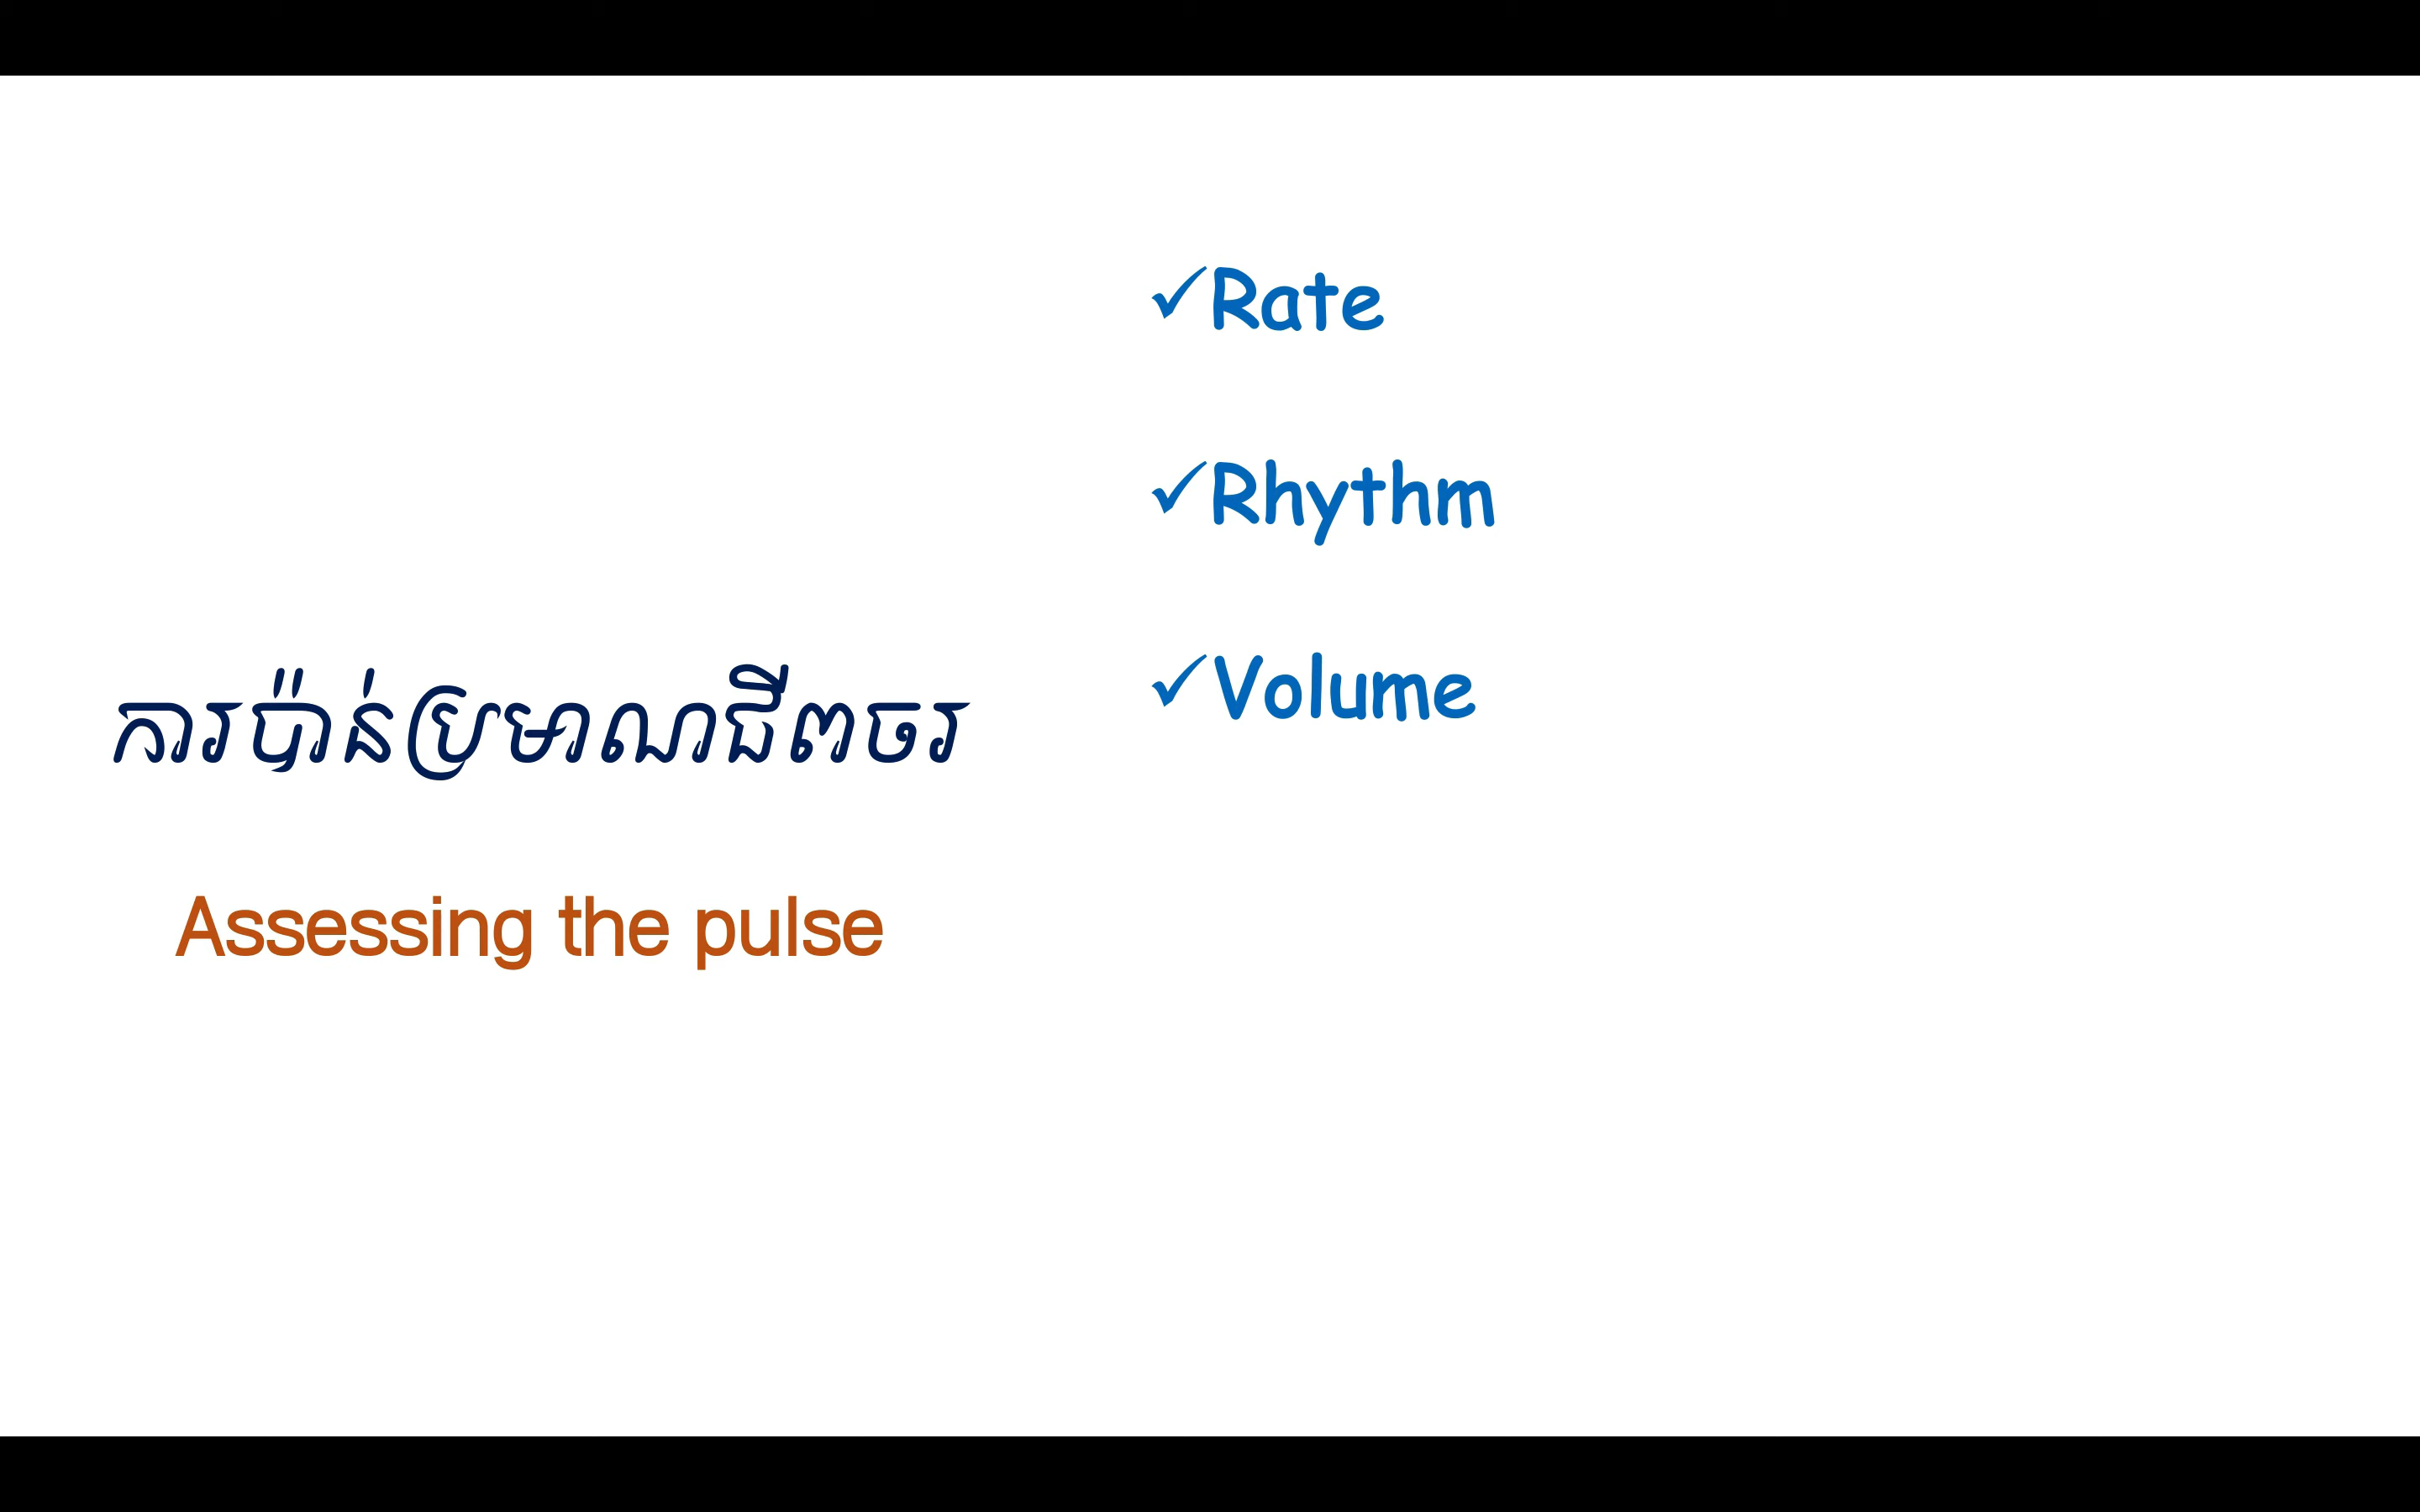 ការប៉ាន់ប្រមាណជីពចរ
Assessing the pulse
✓Rate
✓Rhythm
✓Volume